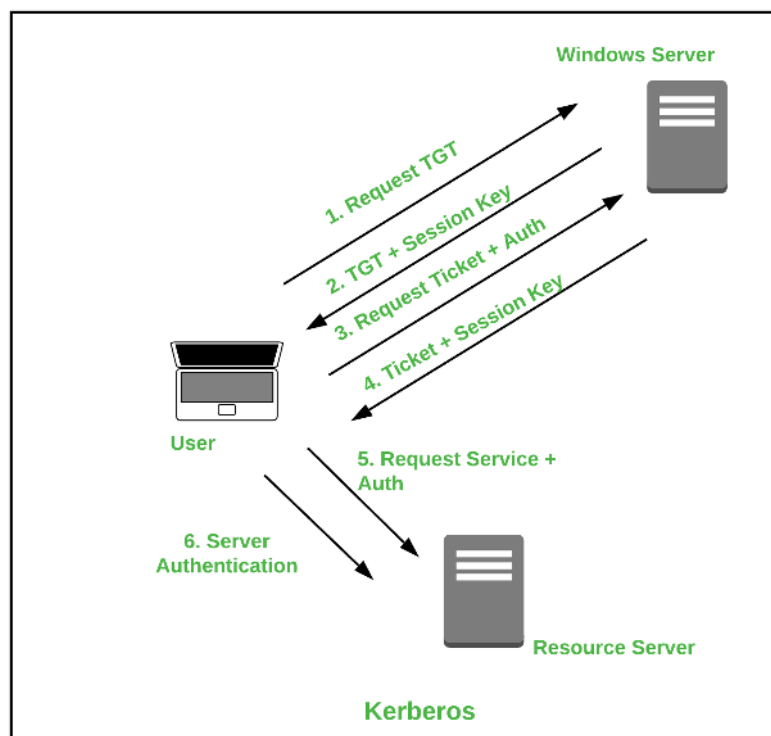 Windows Server
1. Request TGT
2. TGT + Session Key
3. Request Ticket + Auth
4. Ticket + Session Key
User
5. Request Service +
Auth
6. Server
Authentication
Resource Server
Kerberos